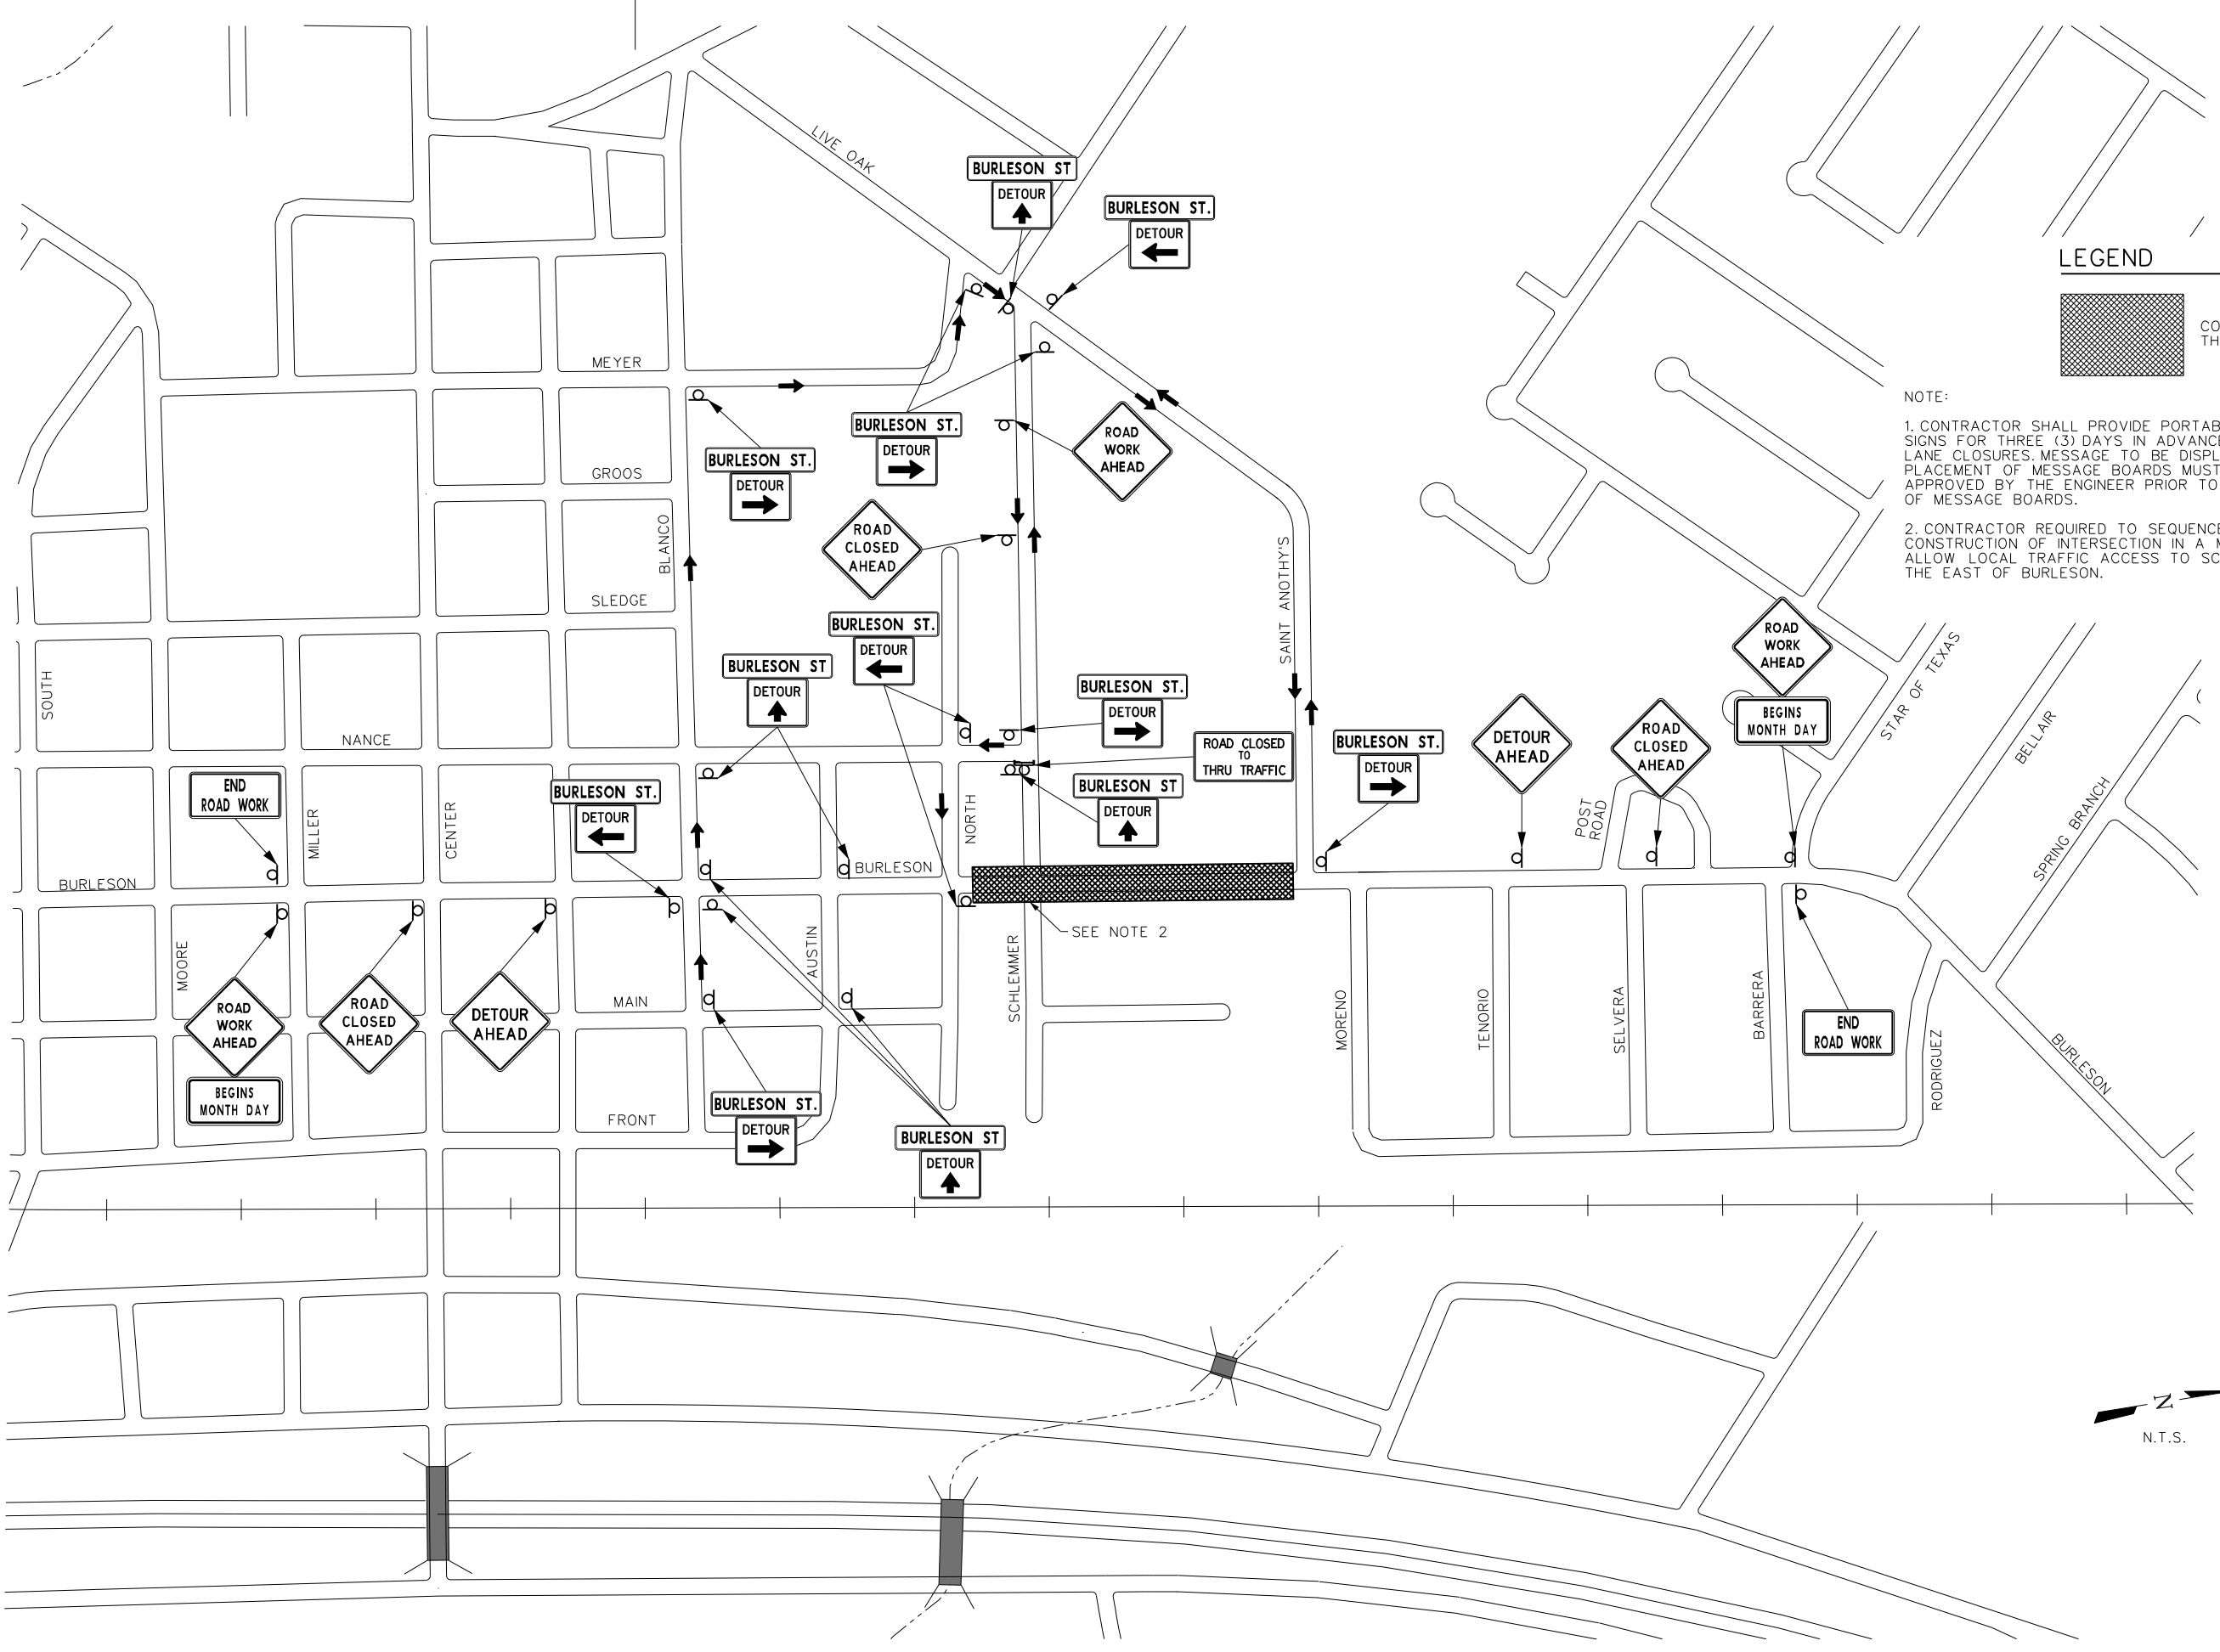 LIVE OAK
BURLESON ST
DETOUR
BURLESON ST.
DETOUR
LEGEND
CO
TH
MEYER
NOTE:
1. CONTRACTOR SHALL PROVIDE PORTAB
SIGNS FOR THREE (3) DAYS IN ADVANCE
LANE CLOSURES. MESSAGE TO BE DISPL
PLACEMENT OF MESSAGE BOARDS MUST
APPROVED BY THE ENGINEER PRIOR TO
OF MESSAGE BOARDS.
2. CONTRACTOR REQUIRED TO SEQUENCE
CONSTRUCTION OF INTERSECTION IN A M
ALLOW LOCAL TRAFFIC ACCESS TO SC
THE EAST OF BURLESON.
BURLESON ST.
DETOUR
ROAD
WORK
AHEAD
BURLESON ST.
DETOUR
GROOS
BLANCO
ROAD
CLOSED
AHEAD
SAINT ANOTHY'S
SLEDGE
BURLESON ST.
DETOUR
ROAD
WORK
AHEAD
BEGINS
MONTH DAY
STAR OF TEXAS
BELLAIR
SOUTH
BURLESON ST
DETOUR
BURLESON ST.
DETOUR
NANCE
ROAD CLOSED
TO
THRU TRAFFIC
BURLESON ST.
DETOUR
DETOUR
AHEAD
ROAD
CLOSED
AHEAD
END
ROAD WORK
MILLER
CENTER
BURLESON ST.
DETOUR
NORTH
BURLESON ST
DETOUR
POST
ROAD
SPRING BRANCH
BURLESON
BURLESON
SEE NOTE 2
MOORE
AUSTIN
SCHLEMMER
MAIN
MORENO
TENORIO
SELVERA
BARRERA
RODRIGUEZ
BURLESON
ROAD
WORK
AHEAD
BEGINS
MONTH DAY
ROAD
CLOSED
AHEAD
DETOUR
AHEAD
END
ROAD WORK
FRONT
BURLESON ST.
DETOUR
BURLESON ST
DETOUR
N
N.T.S.